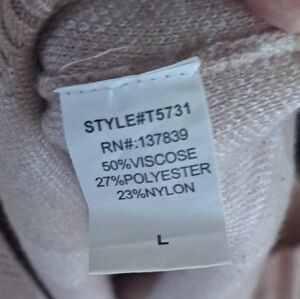 STYLE#T5731
RN#:137839
50%VISCOSE
27%POLYESTER
23%NYLON
L